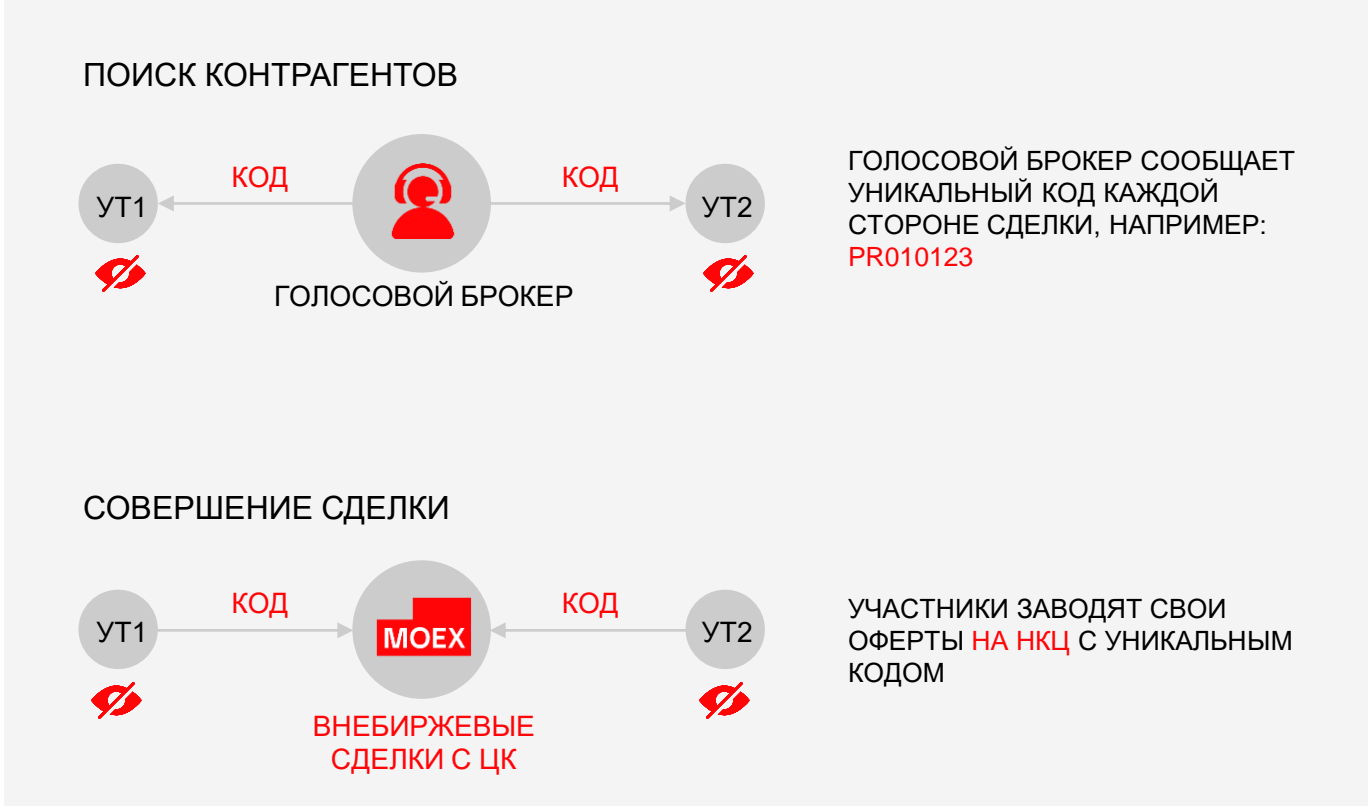 ПОИСК КОНТРАГЕНТОВ
УТ1
КОД
КОД
УТ2
ГОЛОСОВОЙ БРОКЕР
ГОЛОСОВОЙ БРОКЕР СООБЩАЕТ
УНИКАЛЬНЫЙ КОД КАЖДОЙ
СТОРОНЕ СДЕЛКИ, НАПРИМЕР:
PR010123
СОВЕРШЕНИЕ СДЕЛКИ
УТ1
КОД
MOEX
КОД
УТ2
ВНЕБИРЖЕВЫЕ
СДЕЛКИ С ЦК
УЧАСТНИКИ ЗАВОДЯТ СВОИ
ОФЕРТЫ НА НКЦ С УНИКАЛЬНЫМ
КОДОМ